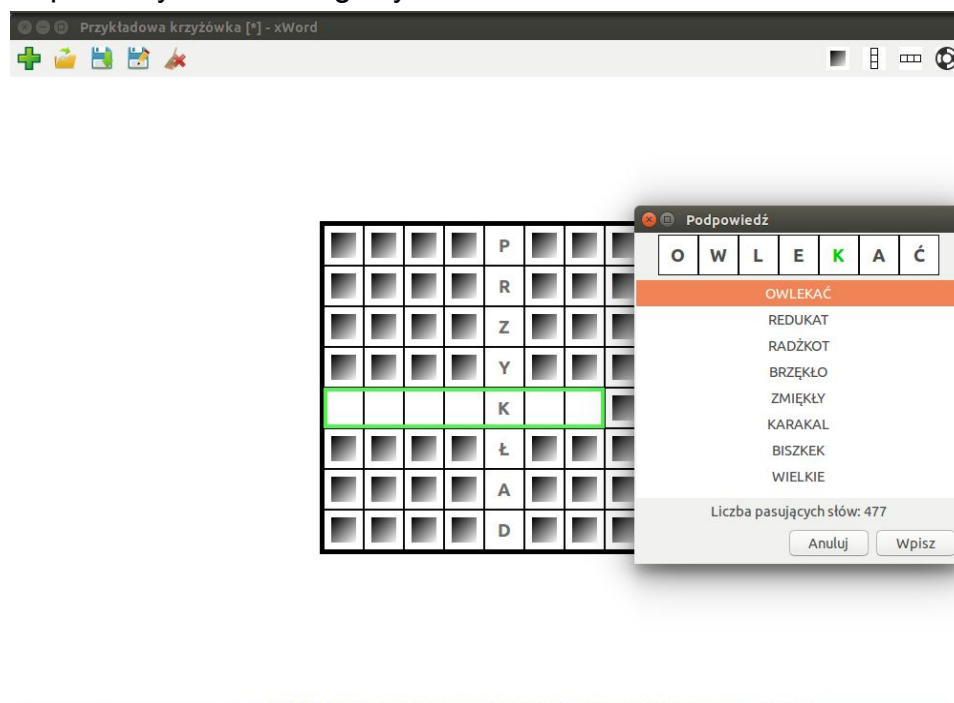 Przykładowa krzyżówka [*] - xWord
Podpowiedź
O W L E K A Ć
OWLEKAĆ
REDUKAT
RADŻKOT
BRZĘKŁO
ZMIĘKŁY
KARAKAL
BISZKEK
WIELKIE
Liczba pasujących słów: 477
Anuluj Wpisz
P
R
Z
Y
K
Ł
A
D